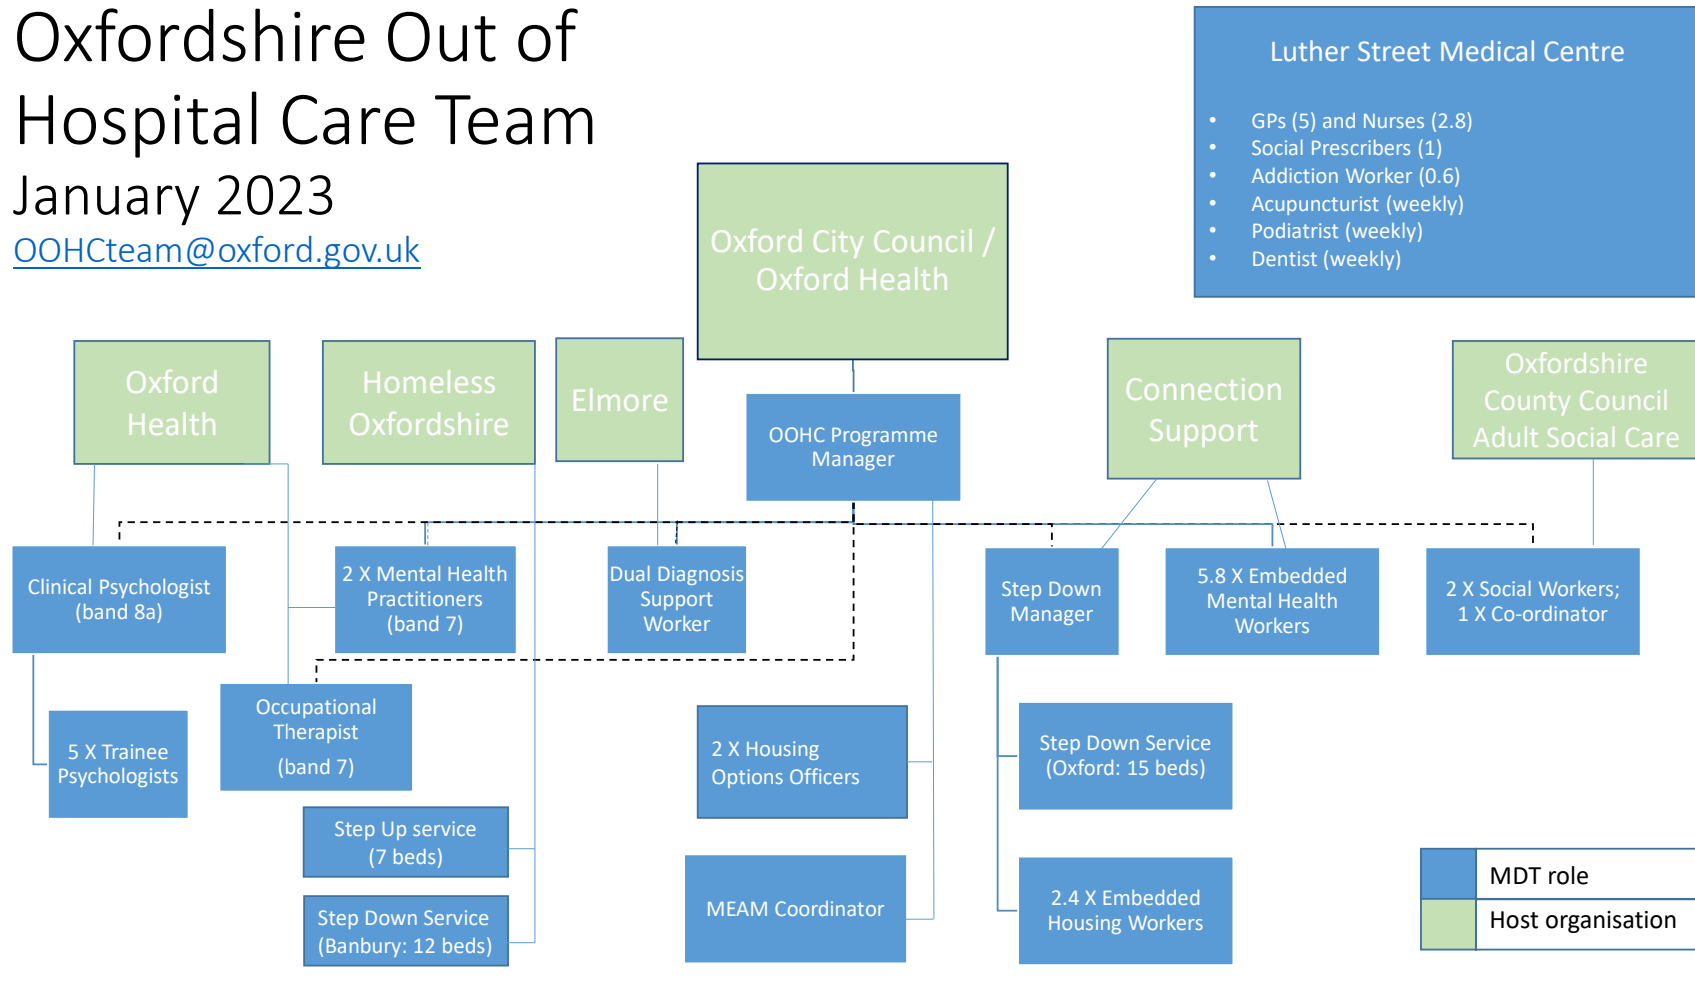 Oxfordshire Out of
Hospital Care Team
January 2023
OOHCteam@oxford.gov.uk
Luther Street Medical Centre
• GPs (5) and Nurses (2.8)
• Social Prescribers (1)
• Addiction Worker (0.6)
• Acupuncturist (weekly)
• Podiatrist (weekly)
• Dentist (weekly)
Oxford City Council /
Oxford Health
Oxford
Health
Homeless
Oxfordshire
Elmore
OOHC Programme
Manager
Connection
Support
Oxfordshire
County Council
Adult Social Care
Clinical Psychologist
(band 8a)
2 X Mental Health
Practitioners
(band 7)
Dual Diagnosis
Support
Worker
Step Down
Manager
5.8 X Embedded
Mental Health
Workers
2 X Social Workers;
1 X Co-ordinator
5 X Trainee
Psychologists
Occupational
Therapist
(band 7)
2 X Housing
Options Officers
Step Down Service
(Oxford: 15 beds)
Step Up service
(7 beds)
Step Down Service
(Banbury: 12 beds)
MEAM Coordinator
2.4 X Embedded
Housing Workers
MDT role
Host organisation